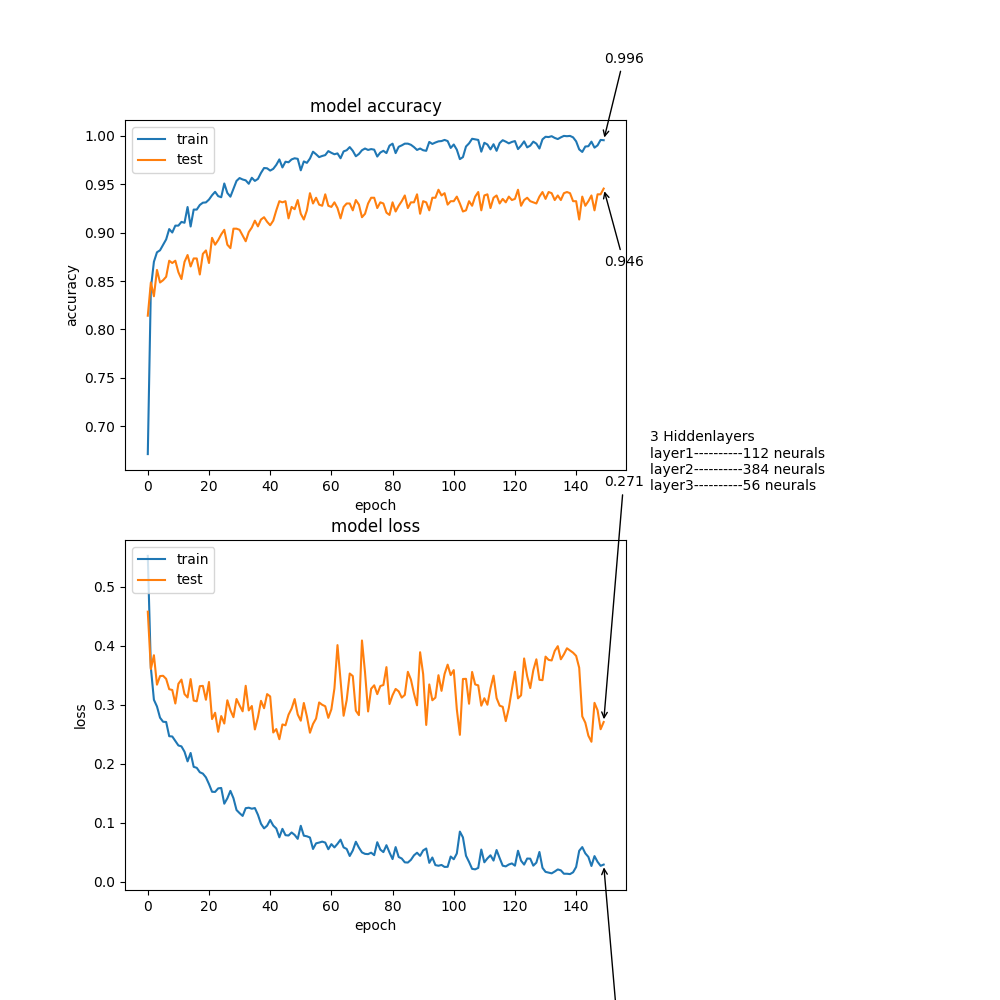 0.996
model accuracy
train
test
1.00
0.95
0.90
0.85
0.80
0.75
0.70
accuracy
0.946
0 20 40 60 80 100 120 140
epoch
3 Hiddenlayers
layer1----------112 neurals
layer2----------384 neurals
layer3----------56 neurals
0.271
model loss
train
test
0.5
0.4
0.3
0.2
0.1
0.0
loss
0 20 40 60 80 100 120 140
epoch